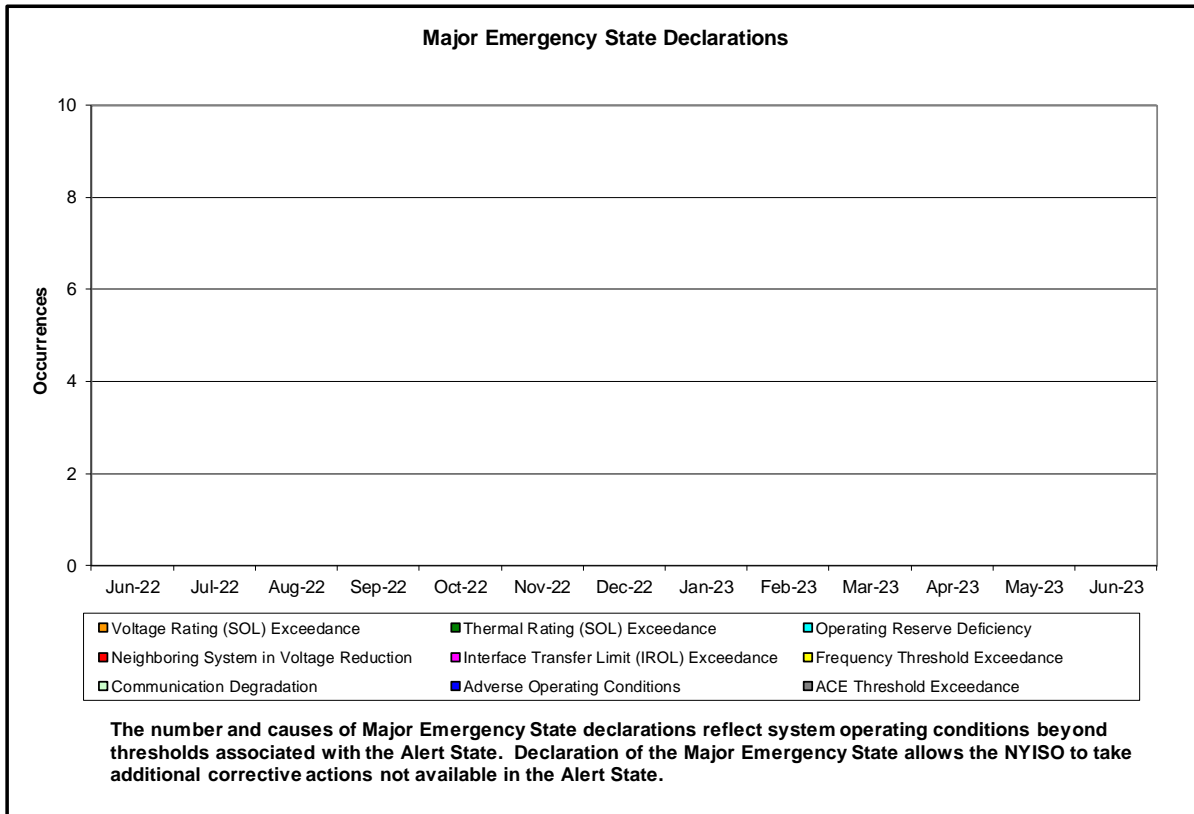 Major Emergency State Declarations
10
8
6
4
2
0
Occurrences
Jun-22 Jul-22 Aug-22 Sep-22 Oct-22 Nov-22 Dec-22 Jan-23 Feb-23 Mar-23 Apr-23 May-23 Jun-23
Voltage Rating (SOL) Exceedance Thermal Rating (SOL) Exceedance Operating Reserve Deficiency
Neighboring System in Voltage Reduction Interface Transfer Limit (IROL) Exceedance Frequency Threshold Exceedance
Communication Degradation Adverse Operating Conditions ACE Threshold Exceedance
The number and causes of Major Emergency State declarations reflect system operating conditions beyond
thresholds associated with the Alert State. Declaration of the Major Emergency State allows the NYISO to take
additional corrective actions not available in the Alert State.